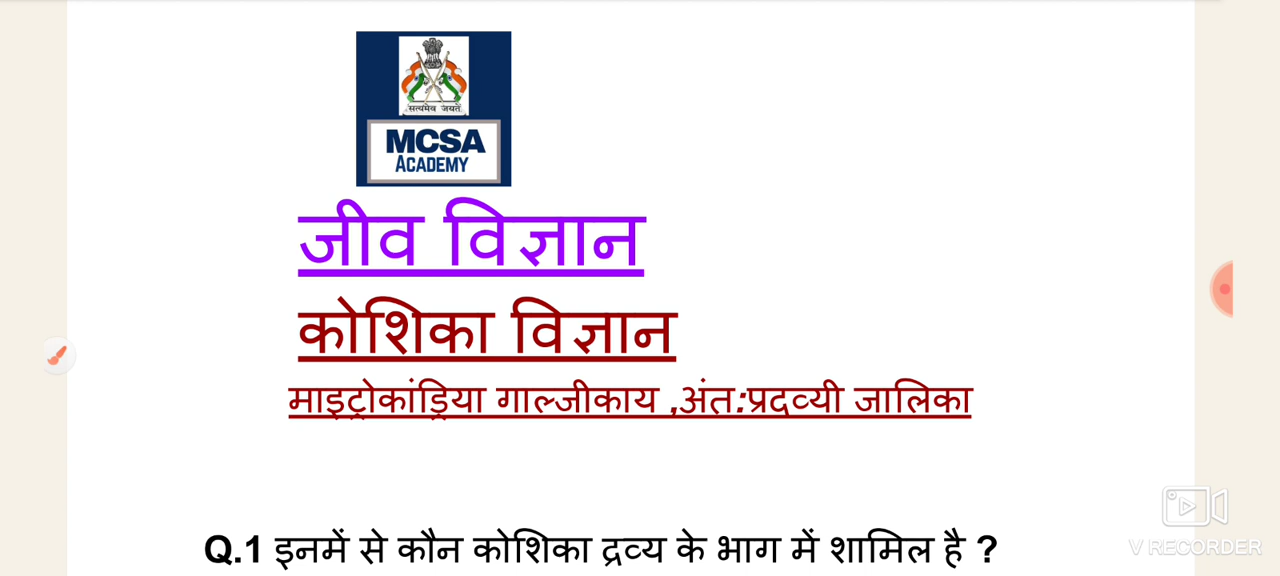 सत्यमेव जयते
MCSA
ACADEMY
जीव विज्ञान
कोशिका विज्ञान
माइट्रोकांड्रिया गाल्जीकाय ,अंत:प्रदव्यी जालिका
Q.1 इनमें से कौन कोशिका द्रव्य के भाग में शामिल है ?
V RECORDER